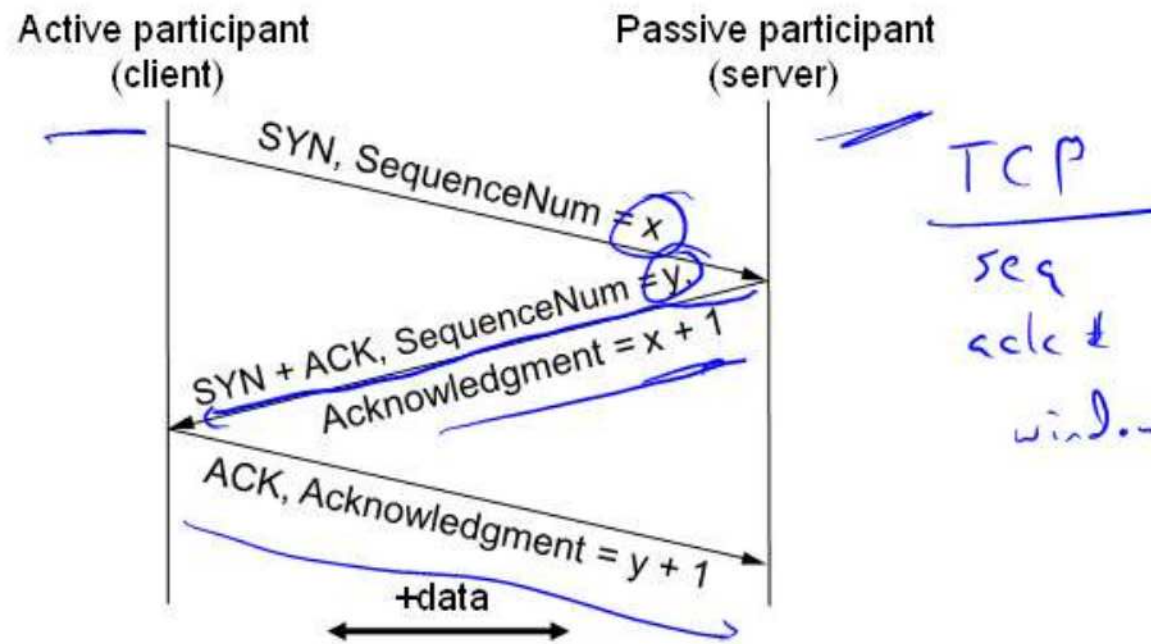 Active participant
(client)
Passive participant
(server)
SYN, SequenceNum = x
SYN + ACK, SequenceNum = y,
Acknowledgment = x + 1
ACK, Acknowledgment = y + 1
+data
TCP
seq
ack #